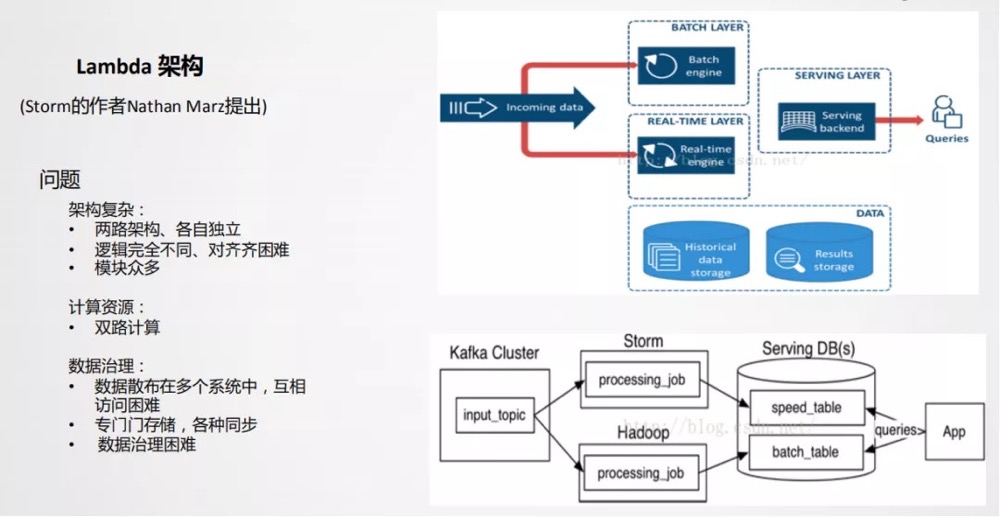 Lambda 架构
(Storm的作者Nathan Marz提出)
问题
架构复杂：
• 两路架构、各自独立
• 逻辑完全不同、对齐齐困难
• 模块众多
计算资源：
• 双路计算
数据治理：
• 数据散布在多个系统中，互相
访问困难
• 专门门存储，各种同步
• 数据治理困难
BATCH LAYER
Batch
engine
Incoming data
REAL-TIME LAYER
Real-time
engine
SERVING LAYER
Serving
backend
Queries
http://blog.csdn.net/
DATA
Historical
data
storage
Results
storage
Kafka Cluster
input_topic
Storm
processing_job
Hadoop
processing_job
Serving DB(s)
speed_table
batch_table
queries
App
http://blog.csdn.net/